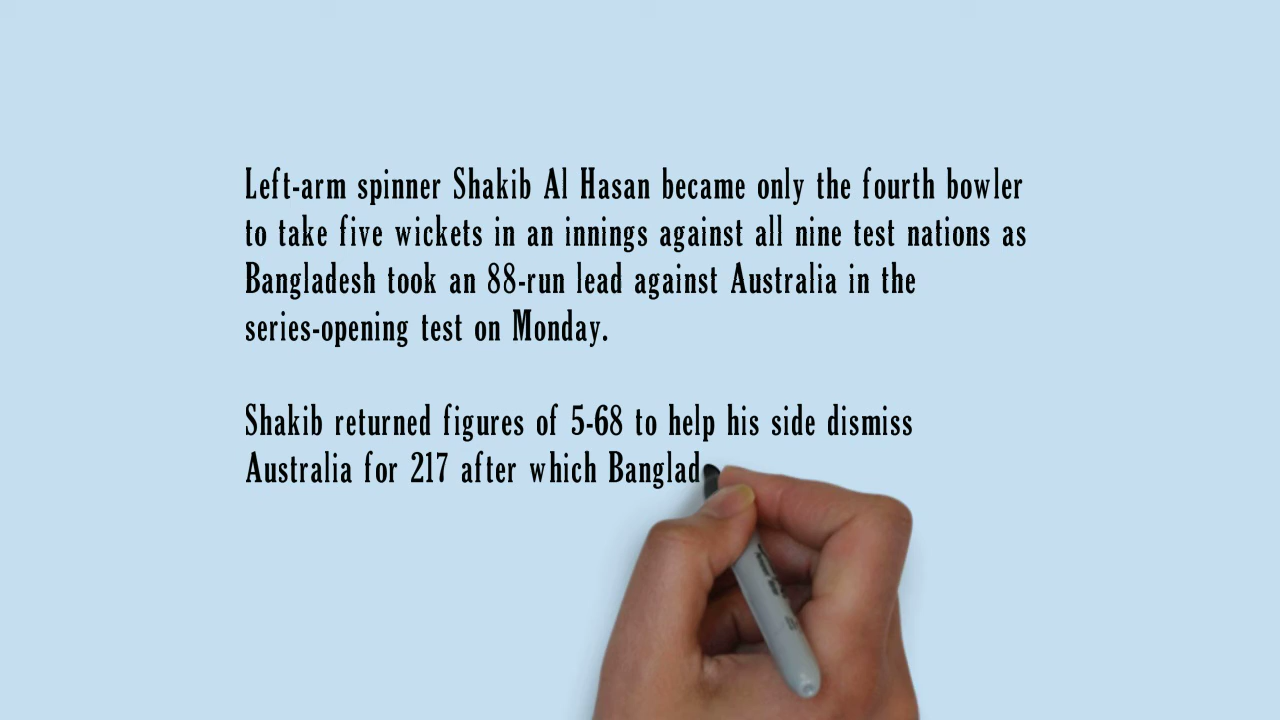 Left-arm spinner Shakib Al Hasan became only the fourth bowler
to take five wickets in an innings against all nine test nations as
Bangladesh took an 88-run lead against Australia in the
series-opening test on Monday.
Shakib returned figures of 5-68 to help his side dismiss
Australia for 217 after which Banglad